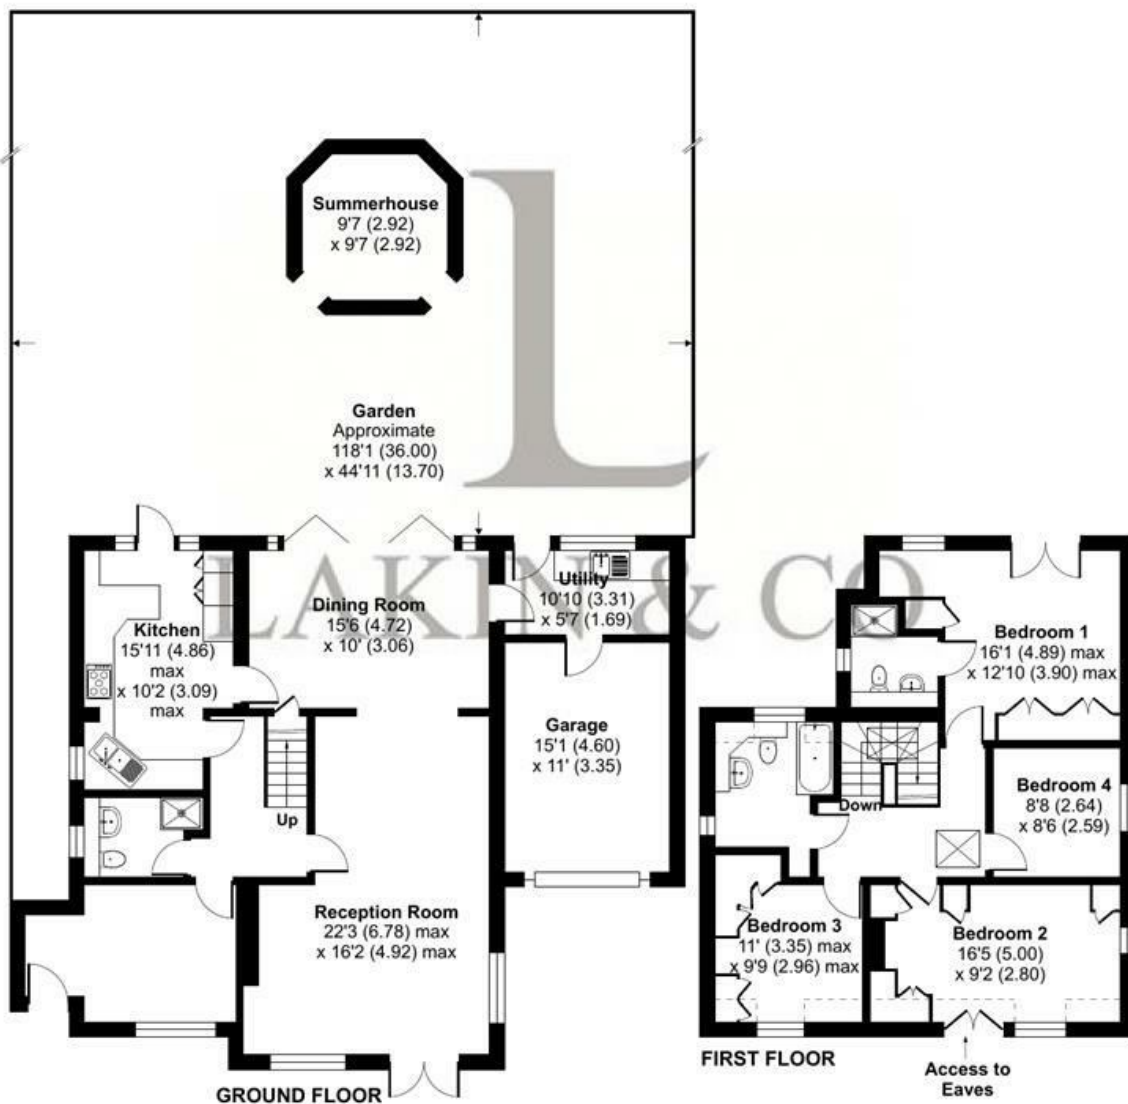 Summerhouse
9'7 (2.92)
x 9'7 (2.92)
Garden
Approximate
118'1 (36.00)
x 44'11 (13.70)
LAKIN & CO
L
Kitchen
15'11 (4.86)
max
x 10'2 (3.09)
max
Dining Room
15'6 (4.72)
x 10' (3.06)
Utility
10'10 (3.31)
x 5'7 (1.69)
Garage
15'1 (4.60)
x 11' (3.35)
Up
Reception Room
22'3 (6.78) max
x 16'2 (4.92) max
GROUND FLOOR
Bedroom 1
16'1 (4.89) max
x 12'10 (3.90) max
Bedroom 4
8'8 (2.64)
x 8'6 (2.59)
Down
Bedroom 3
11' (3.35) max
x 9'9 (2.96) max
Bedroom 2
16'5 (5.00)
x 9'2 (2.80)
FIRST FLOOR
Access to
Eaves